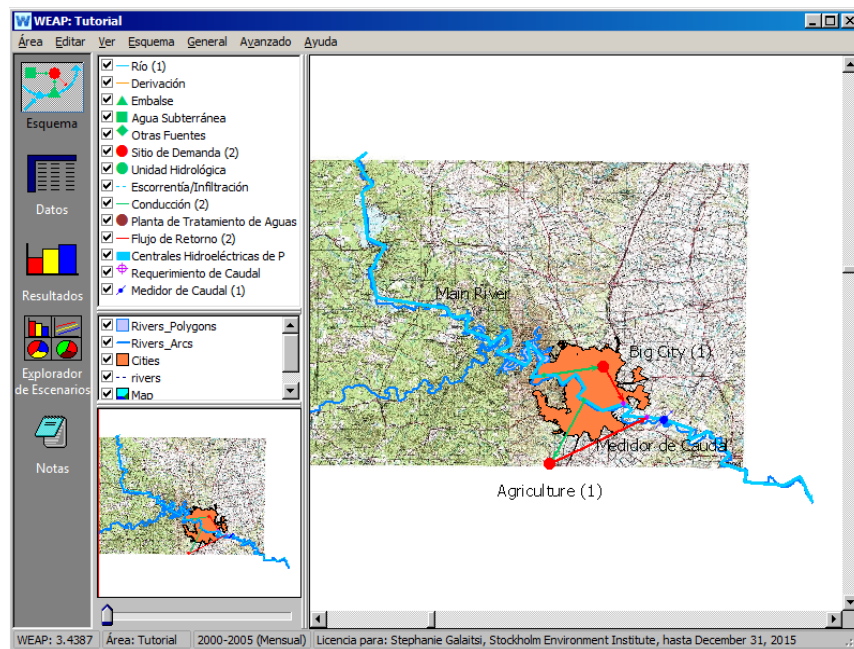 WEAP: Tutorial
Área Editar Ver Esquema General Avanzado Ayuda
Esquema
Datos
Resultados
Explorador
de Escenarios
Notas
Río (1)
Derivación
Embalse
Agua Subterránea
Otras Fuentes
Sitio de Demanda (2)
Unidad Hidrológica
Escorrentía/Infiltración
Conducción (2)
Planta de Tratamiento de Aguas
Flujo de Retorno (2)
Centrales Hidroeléctricas de P
Requerimiento de Caudal
Medidor de Caudal (1)
Rivers_Polygons
Rivers_Arcs
Cities
rivers
Map
Main River
Big City (1)
Medidor de Caudal
Agriculture (1)
WEAP: 3.4387 Área: Tutorial 2000-2005 (Mensual) Licencia para: Stephanie Galaitsi, Stockholm Environment Institute, hasta December 31, 2015